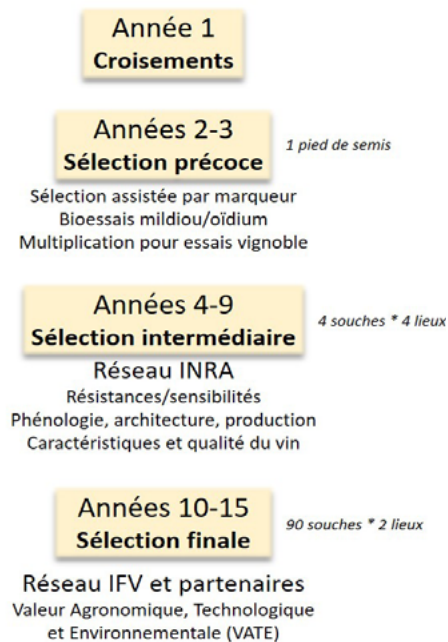 Année 1
Croisements
Années 2-3
Sélection précoce
1 pied de semis
Sélection assistée par marqueur
Bioessais mildiou/oïdium
Multiplication pour essais vignoble
Années 4-9
Sélection intermédiaire
4 souches * 4 lieux
Réseau INRA
Résistances/sensibilités
Phénologie, architecture, production
Caractéristiques et qualité du vin
Années 10-15
Sélection finale
90 souches * 2 lieux
Réseau IFV et partenaires
Valeur Agronomique, Technologique
et Environnementale (VATE)